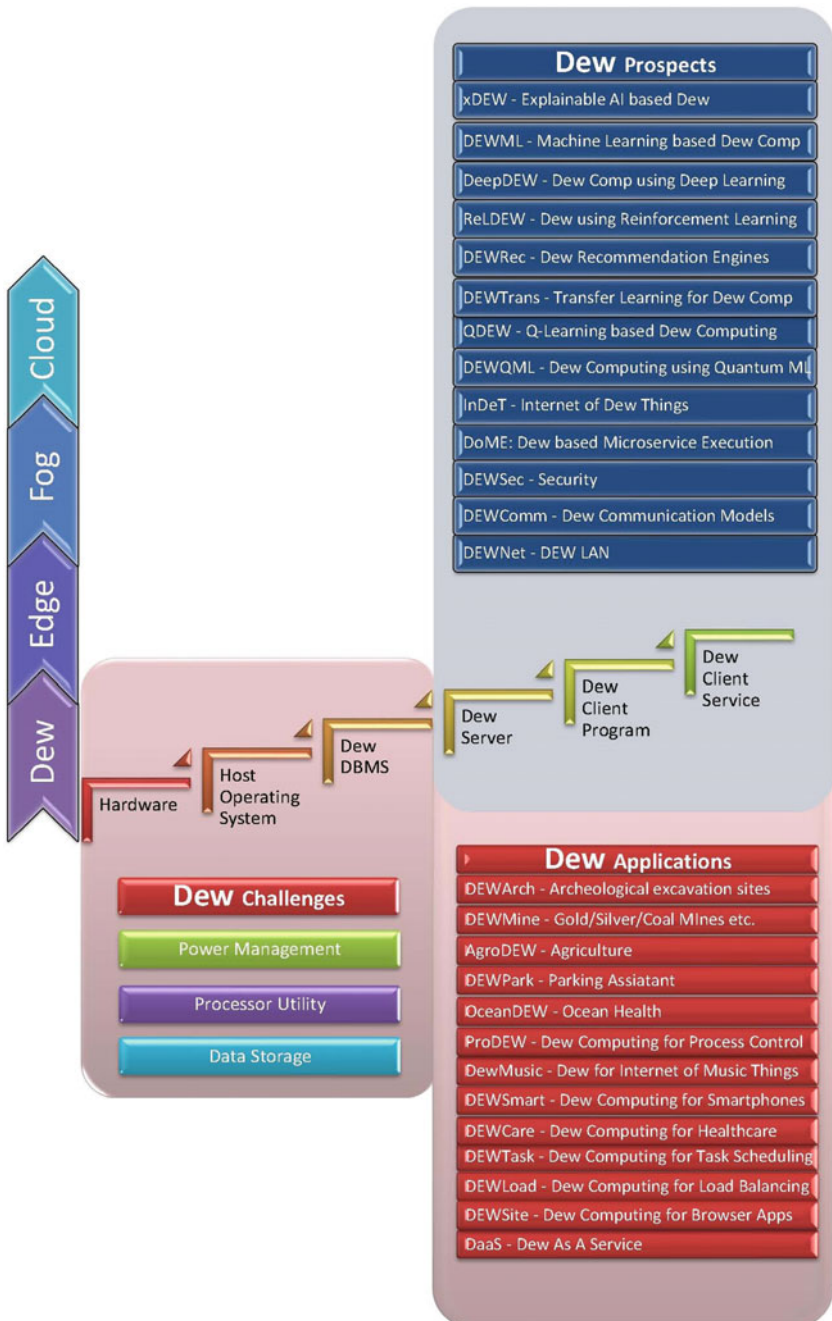 Dew Prospects
xDEW - Explainable AI based Dew
DEWML - Machine Learning based Dew Comp
DeepDEW - Dew Comp using Deep Learning
ReLDEW - Dew using Reinforcement Learning
DEWRec - Dew Recommendation Engines
DEWTrans - Transfer Learning for Dew Comp
QDEW - Q-Learning based Dew Computing
DEWQML - Dew Computing using Quantum ML
InDeT - Internet of Dew Things
DoME: Dew based Microservice Execution
DEWSec - Security
DEWComm - Dew Communication Models
DEWNet - DEW LAN
Cloud
Fog
Edge
Dew
Hardware
Host
Operating
System
Dew
DBMS
Dew
Server
Dew
Client
Program
Dew
Client
Service
Dew Challenges
Power Management
Processor Utility
Data Storage
Dew Applications
DEWArch - Archeological excavation sites
DEWMine - Gold/Silver/Coal MInes etc.
AgroDEW - Agriculture
DEWPark - Parking Assiatant
OceanDEW - Ocean Health
ProDEW - Dew Computing for Process Control
DewMusic - Dew for Internet of Music Things
DEWSmart - Dew Computing for Smartphones
DEWCare - Dew Computing for Healthcare
DEWTask - Dew Computing for Task Scheduling
DEWLoad - Dew Computing for Load Balancing
DEWSite - Dew Computing for Browser Apps
DaaS - Dew As A Service